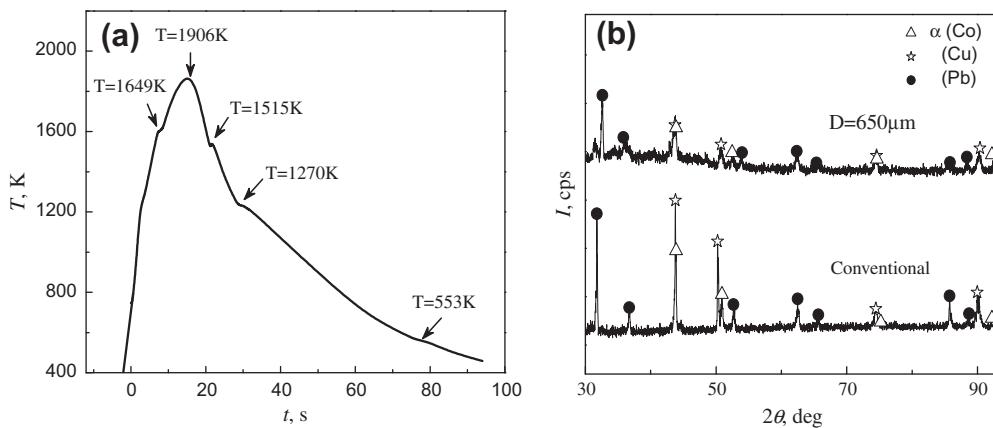 (a)
T=1906K
T=1649K
T=1515K
T=1270K
T=553K
2000
1600
1200
800
400
T, K
0
20
40
60
80
100
t, s
(b)
α (Co)
(Cu)
(Pb)
D=650μm
Conventional
I, cps
30
50
70
90
2θ, deg